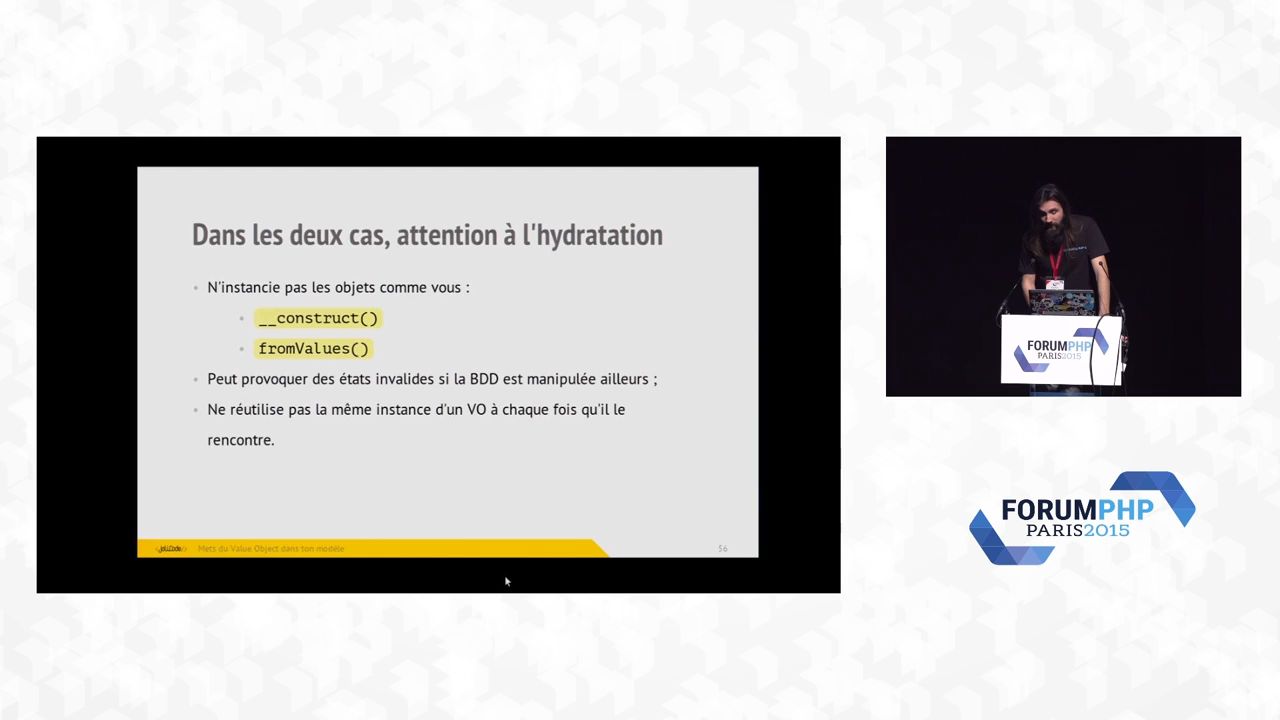 Dans les deux cas, attention à l'hydratation
N'instancie pas les objets comme vous :
__construct()
fromValues()
Peut provoquer des états invalides si la BDD est manipulée ailleurs ;
Ne réutilise pas la même instance d'un VO à chaque fois qu'il le
rencontre.
JoliCode
Mets du Value Object dans ton modèle
56
FORUMPHP
PARIS2015
FORUMPHP
PARIS2015